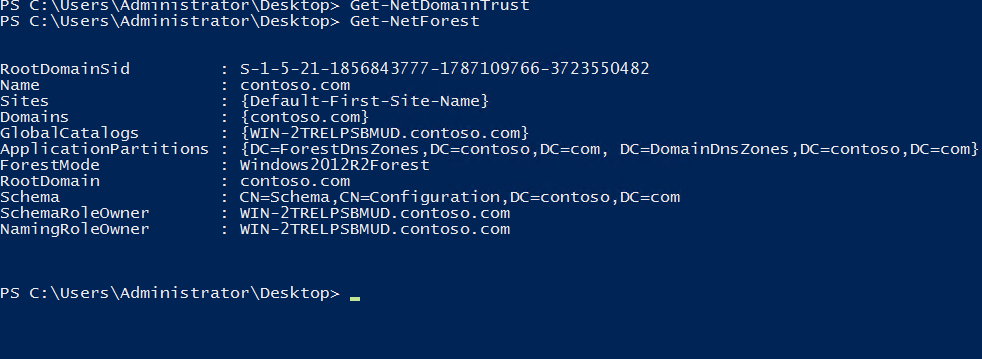 PS C:\Users\Administrator\Desktop> Get-NetDomainTrust
PS C:\Users\Administrator\Desktop> Get-NetForest
RootDomainSid : S-1-5-21-1856843777-1787109766-3723550482
Name : contoso.com
Sites : {Default-First-Site-Name}
Domains : {contoso.com}
GlobalCatalogs : {WIN-2TRELPSBMUD.contoso.com}
ApplicationPartitions : {DC=ForestDnsZones,DC=contoso,DC=com, DC=DomainDnsZones,DC=contoso,DC=com}
ForestMode : Windows2012R2Forest
RootDomain : contoso.com
Schema : CN=Schema,CN=Configuration,DC=contoso,DC=com
SchemaRoleOwner : WIN-2TRELPSBMUD.contoso.com
NamingRoleOwner : WIN-2TRELPSBMUD.contoso.com
PS C:\Users\Administrator\Desktop> _